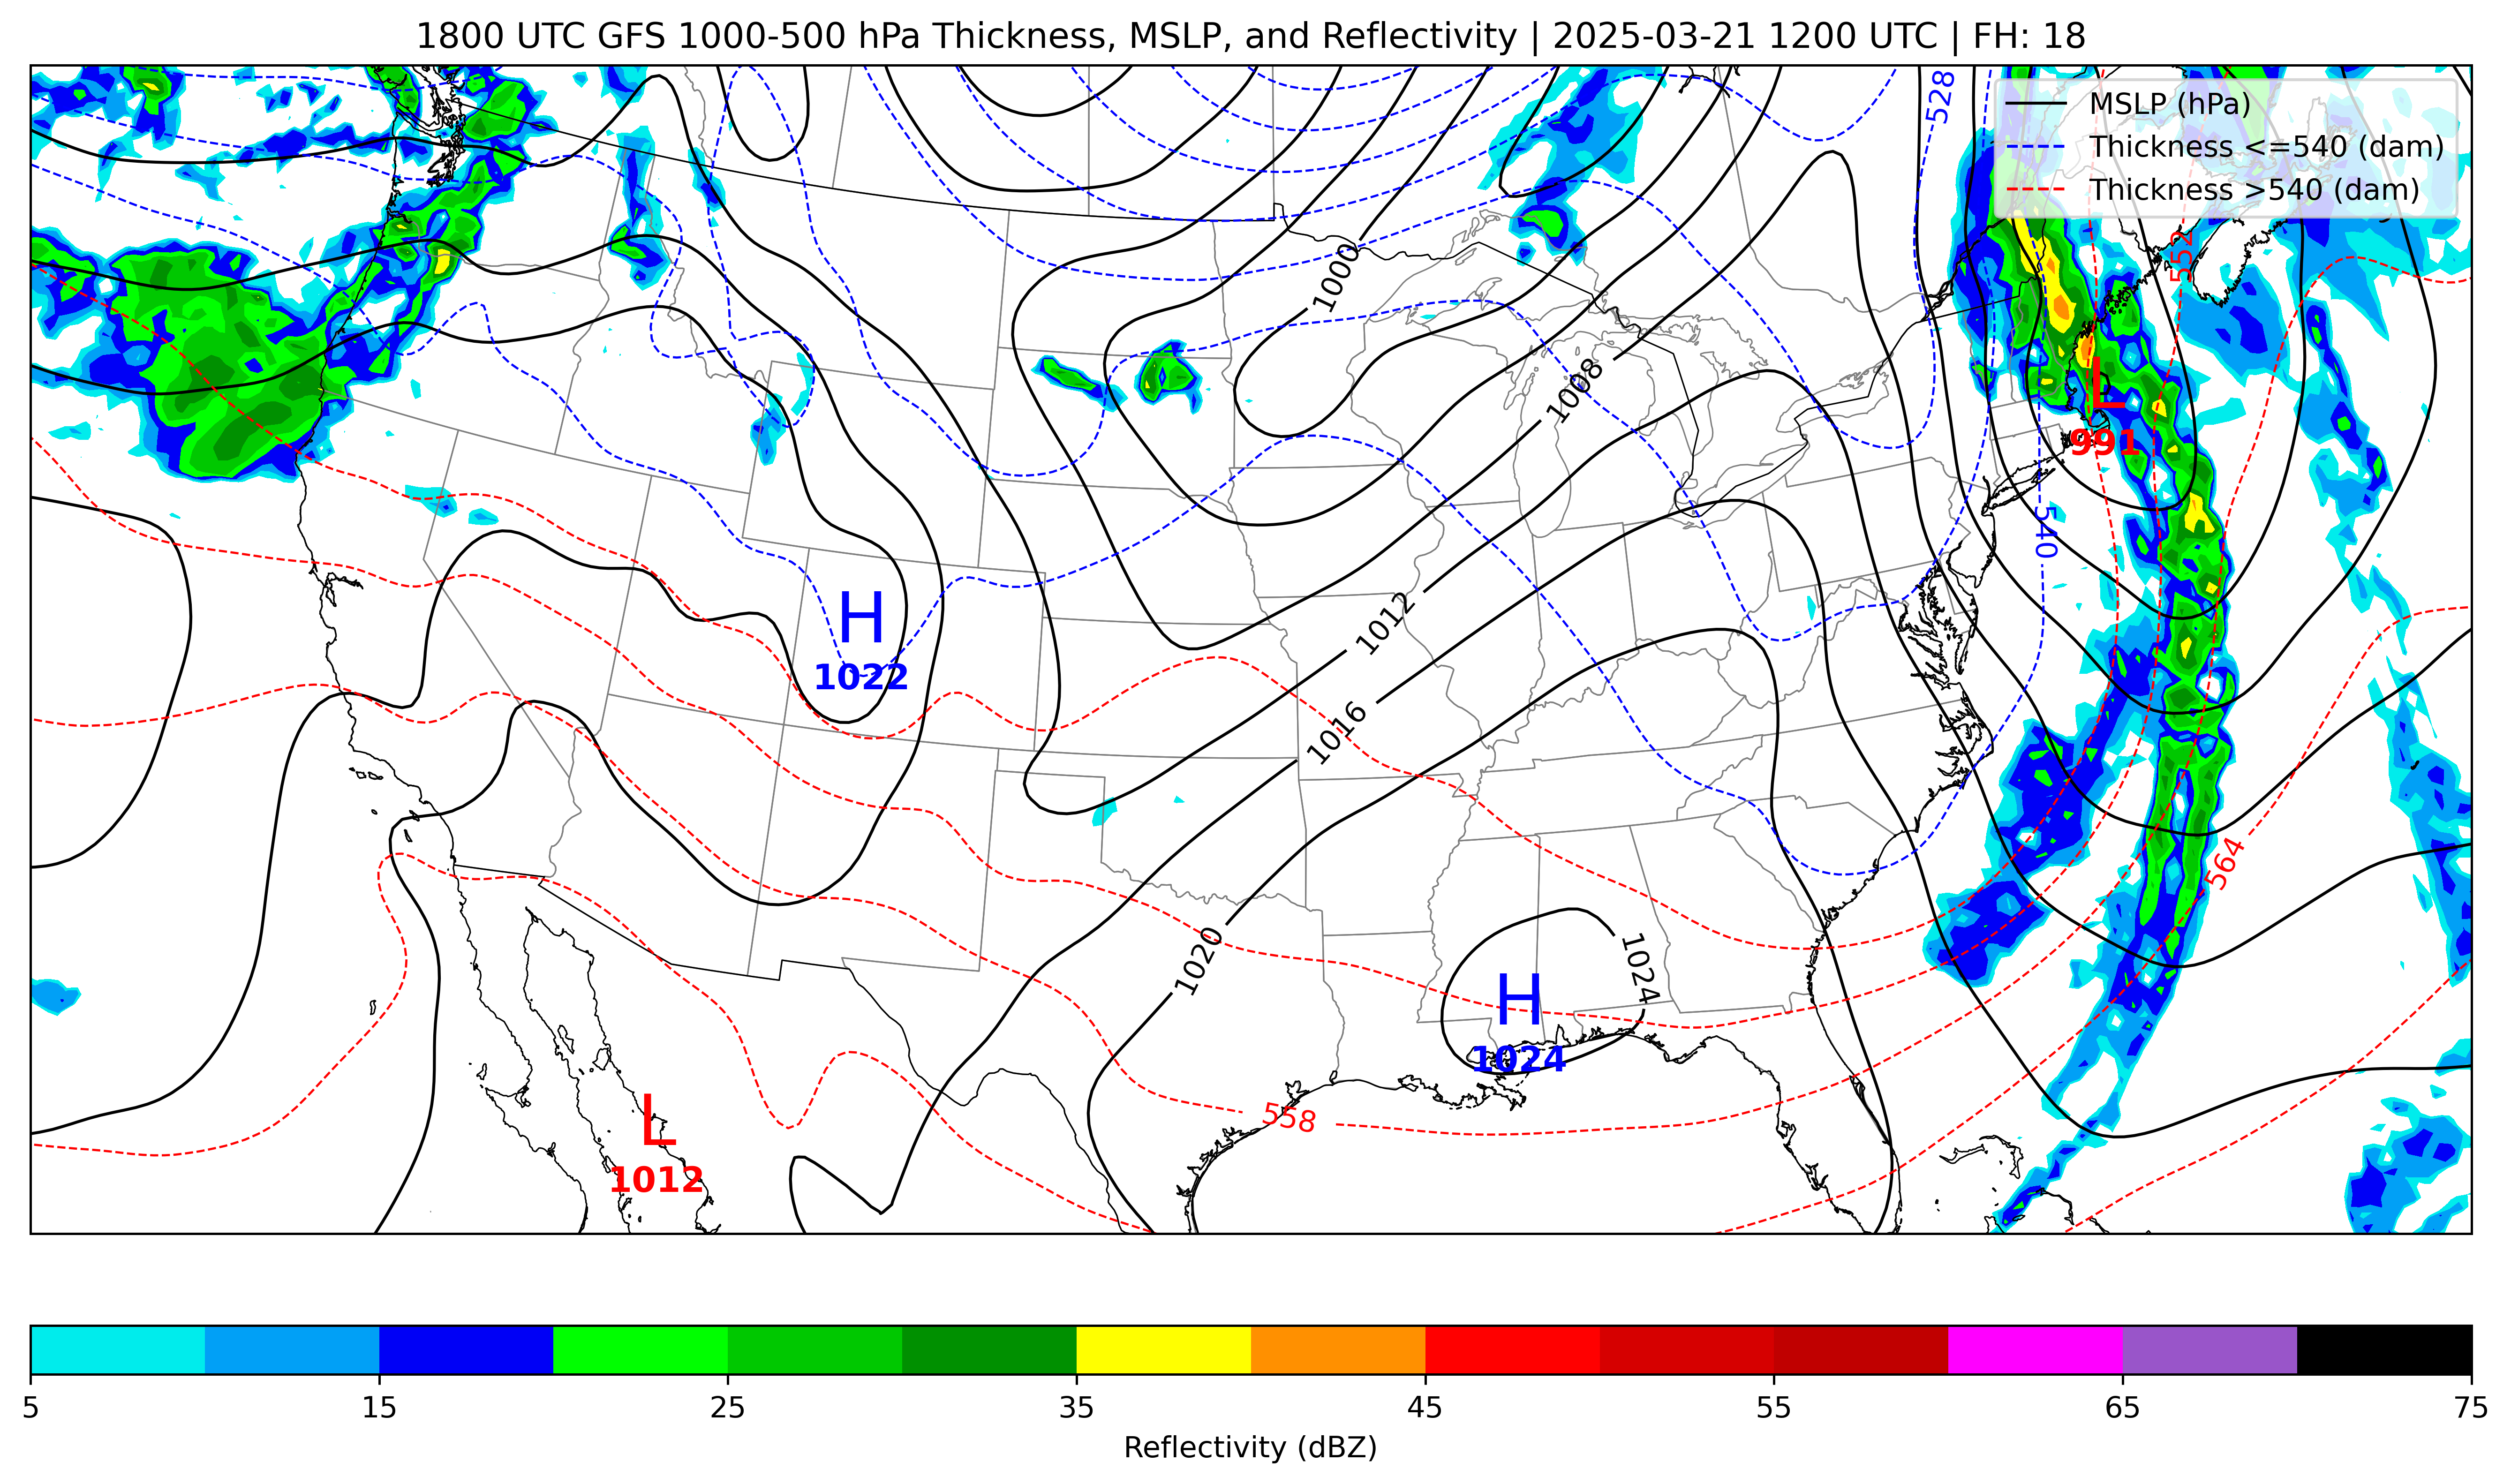 1800 UTC GFS 1000-500 hPa Thickness, MSLP, and Reflectivity | 2025-03-21 1200 UTC | FH: 18
MSLP (hPa)
Thickness <=540 (dam)
Thickness >540 (dam)
528
552
1000
1008
L
991
540
H
1022
1012
1016
564
1020
1024
H
1024
558
L
1012
5 15 25 35 45 55 65 75
Reflectivity (dBZ)